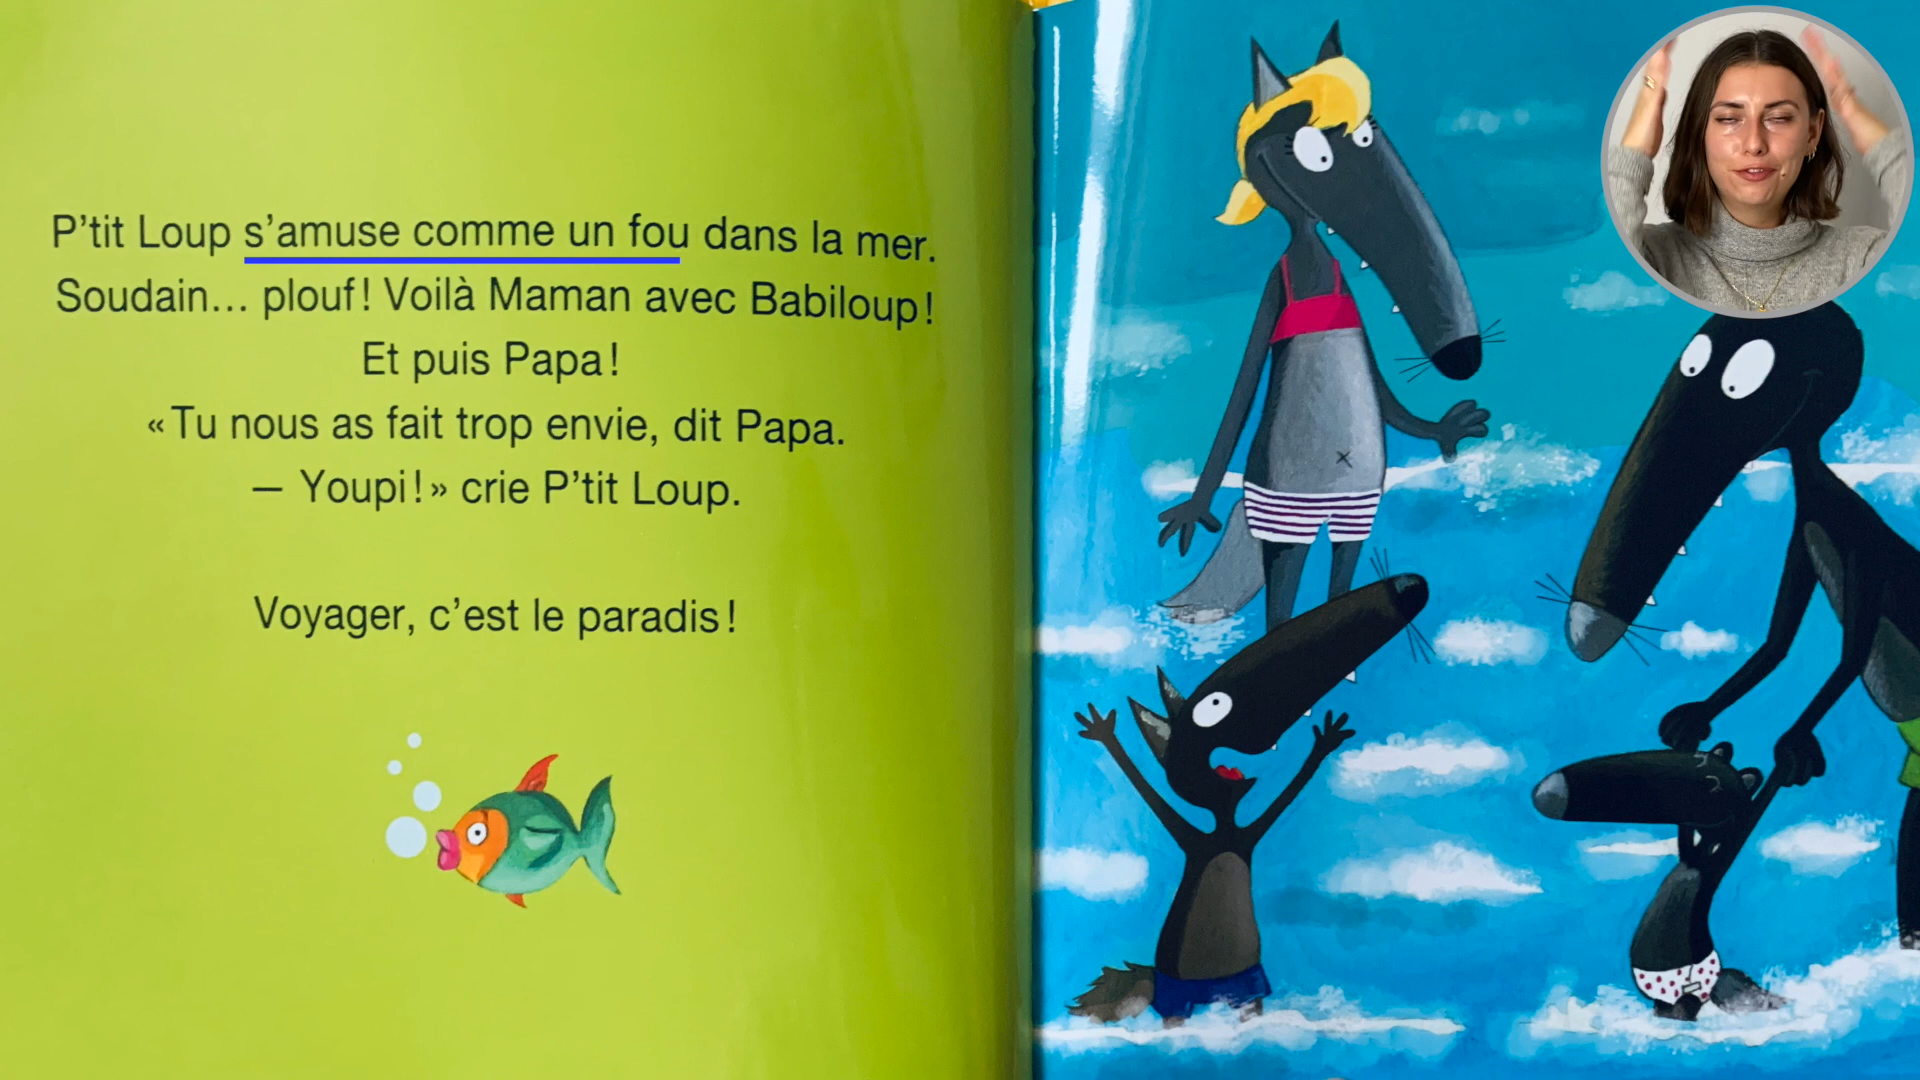 P'tit Loup s'amuse comme un fou dans la mer.
Soudain... plouf! Voilà Maman avec Babiloup!
Et puis Papa!
« Tu nous as fait trop envie, dit Papa.
— Youpi! » crie P'tit Loup.
Voyager, c'est le paradis!